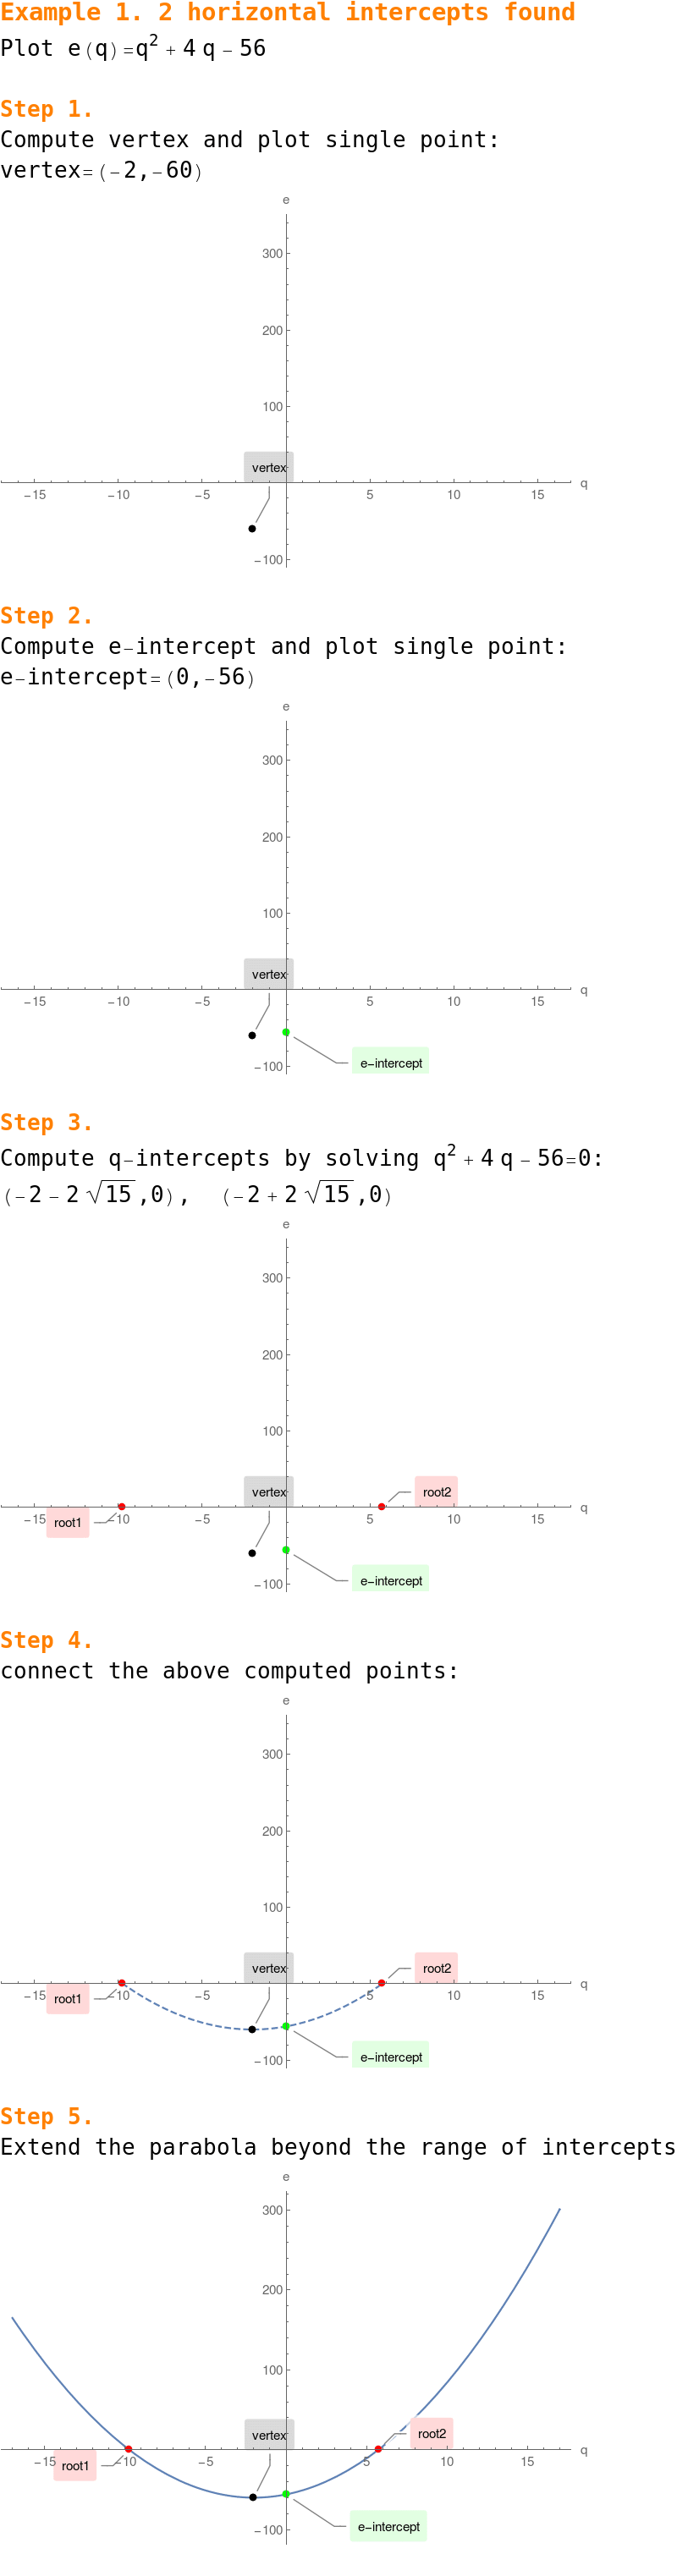 Example 1. 2 horizontal intercepts found
Plot e(q)=q² + 4 q − 56
Step 1.
Compute vertex and plot single point:
vertex=(−2,−60)
e
300
200
100
vertex
−15 −10 −5 5 10 15 q
−100
Step 2.
Compute e−intercept and plot single point:
e−intercept=(0,−56)
e
300
200
100
vertex
−15 −10 −5 5 10 15 q
e−intercept
−100
Step 3.
Compute q−intercepts by solving q² + 4 q − 56=0:
(−2 − 2 √15 ,0), (−2 + 2 √15 ,0)
e
300
200
100
vertex root2
−15 root1 −10 −5 5 10 15 q
e−intercept
−100
Step 4.
connect the above computed points:
e
300
200
100
vertex root2
−15 root1 −10 −5 5 10 15 q
e−intercept
−100
Step 5.
Extend the parabola beyond the range of intercepts
e
300
200
100
vertex root2
−15 root1 −10 −5 5 10 15 q
e−intercept
−100